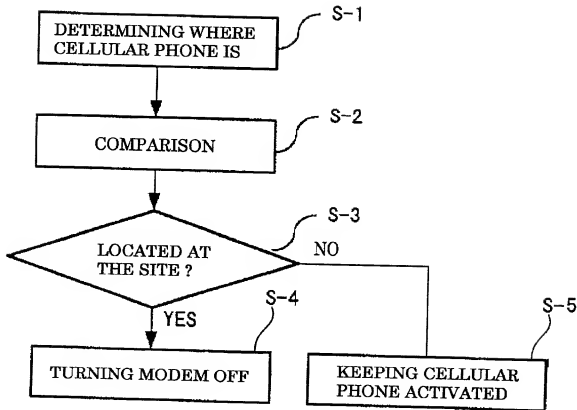 DETERMINING WHERE
CELLULAR PHONE IS
S-1
COMPARISON
S-2
LOCATED AT
THE SITE ?
S-3
NO
YES
S-4
TURNING MODEM OFF
S-5
KEEPING CELLULAR
PHONE ACTIVATED